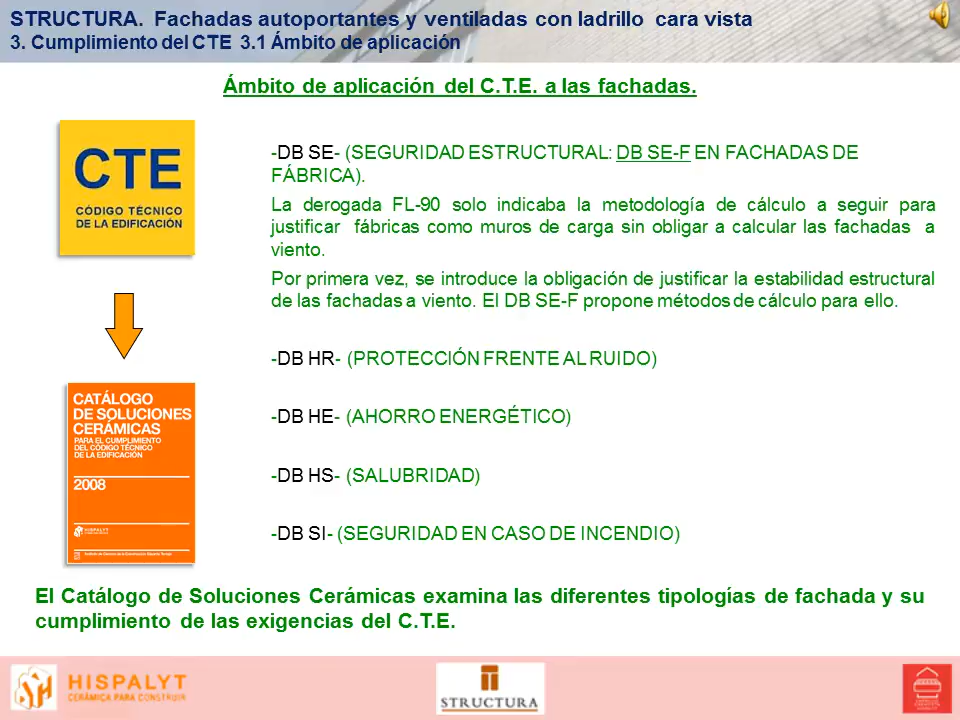 STRUCTURA. Fachadas autoportantes y ventiladas con ladrillo cara vista
3. Cumplimiento del CTE 3.1 Ámbito de aplicación
Ámbito de aplicación del C.T.E. a las fachadas.
CTE
CÓDIGO TÉCNICO
DE LA EDIFICACIÓN
-DB SE- (SEGURIDAD ESTRUCTURAL: DB SE-F EN FACHADAS DE
FÁBRICA).
La derogada FL-90 solo indicaba la metodología de cálculo a seguir para
justificar fábricas como muros de carga sin obligar a calcular las fachadas a
viento.
Por primera vez, se introduce la obligación de justificar la estabilidad estructural
de las fachadas a viento. El DB SE-F propone métodos de cálculo para ello.
-DB HR- (PROTECCIÓN FRENTE AL RUIDO)
-DB HE- (AHORRO ENERGÉTICO)
-DB HS- (SALUBRIDAD)
-DB SI- (SEGURIDAD EN CASO DE INCENDIO)
CATÁLOGO
DE SOLUCIONES
CERÁMICAS
PARA EL CUMPLIMIENTO
DEL CÓDIGO TÉCNICO
DE LA EDIFICACIÓN
2008
HISPALYT
El Catálogo de Soluciones Cerámicas examina las diferentes tipologías de fachada y su
cumplimiento de las exigencias del C.T.E.
HISPALYT
CERÁMICA PARA CONSTRUIR
STRUCTURA